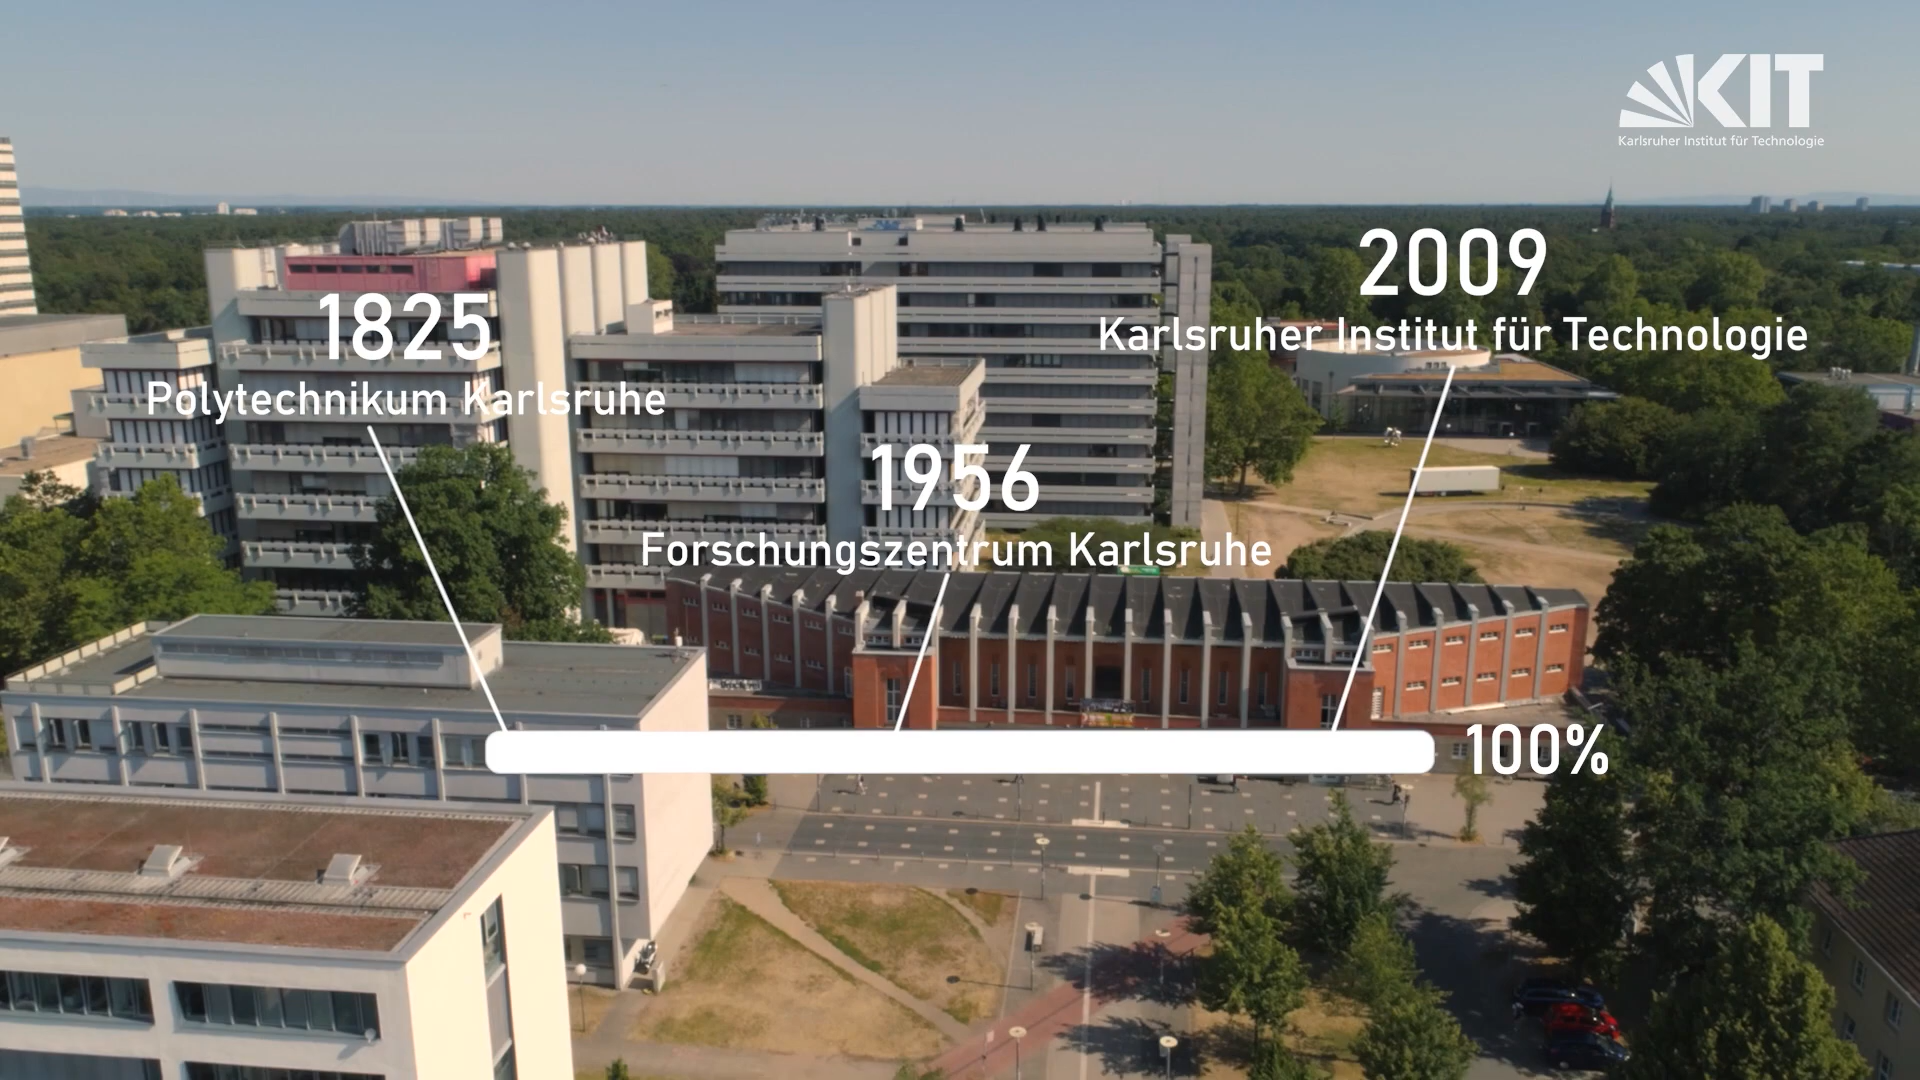 KIT
Karlsruher Institut für Technologie
1825
Polytechnikum Karlsruhe
1956
Forschungszentrum Karlsruhe
2009
Karlsruher Institut für Technologie
100%